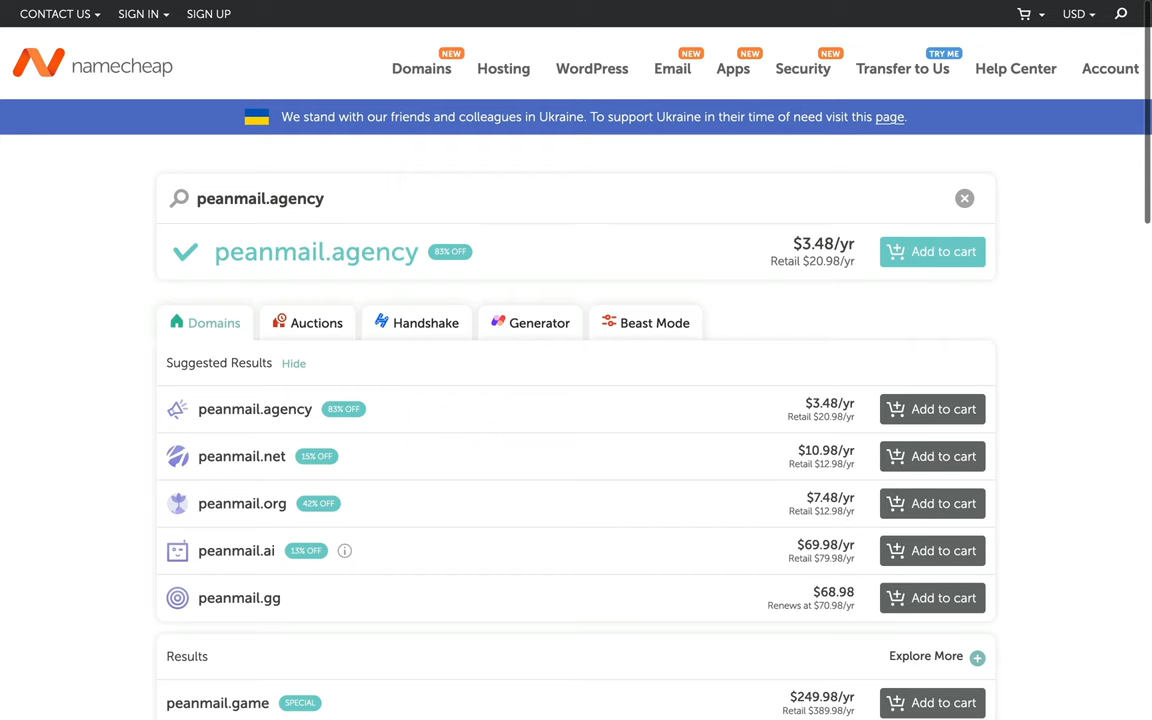 CONTACT US SIGN IN SIGN UP USD
NEW NEW NEW NEW TRY ME
namecheap Domains Hosting WordPress Email Apps Security Transfer to Us Help Center Account
We stand with our friends and colleagues in Ukraine. To support Ukraine in their time of need visit this page.
peanmail.agency
peanmail.agency 83% OFF $3.48/yr Add to cart
Retail $20.98/yr
Domains Auctions Handshake Generator Beast Mode
Suggested Results Hide
peanmail.agency 83% OFF $3.48/yr Add to cart
Retail $20.98/yr
peanmail.net 15% OFF $10.98/yr Add to cart
Retail $12.98/yr
peanmail.org 42% OFF $7.48/yr Add to cart
Retail $12.98/yr
peanmail.ai 13% OFF $69.98/yr Add to cart
Retail $79.98/yr
peanmail.gg $68.98 Add to cart
Renews at $70.98/yr
Results Explore More
peanmail.game SPECIAL $249.98/yr Add to cart
Retail $389.98/yr